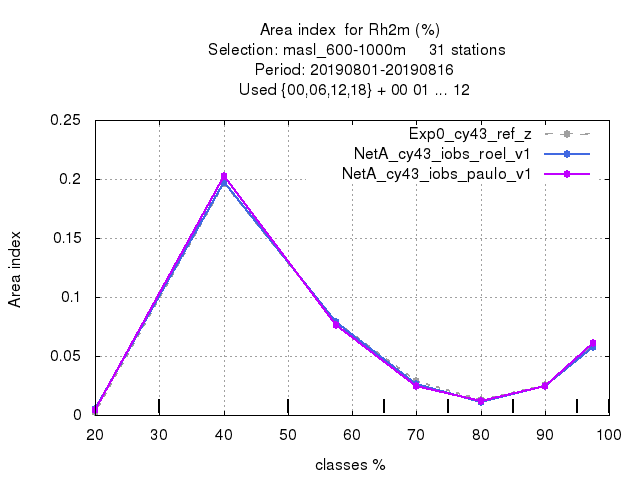 Area index for Rh2m (%)
Selection: masl_600-1000m 31 stations
Period: 20190801-20190816
Used {00,06,12,18} + 00 01 ... 12
Exp0_cy43_ref_z
NetA_cy43_iobs_roel_v1
NetA_cy43_iobs_paulo_v1
Area index
0.25
0.2
0.15
0.1
0.05
0
20 30 40 50 60 70 80 90 100
classes %